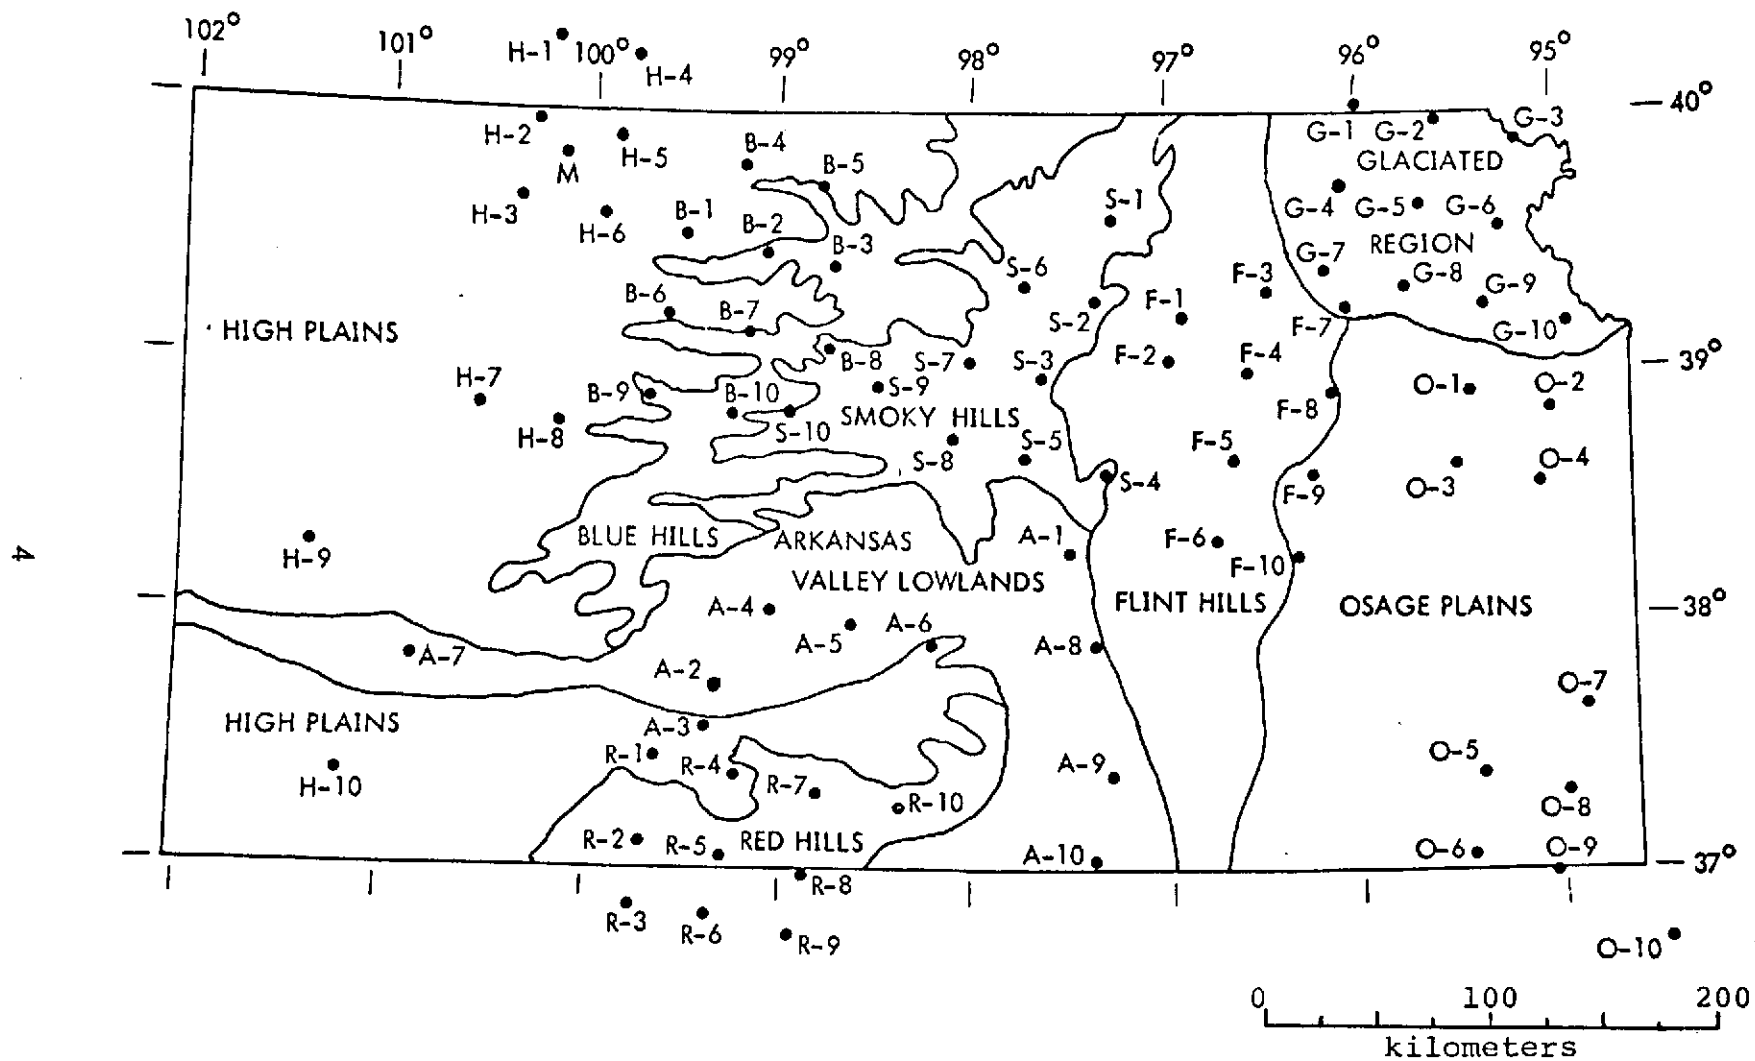 102°
101°
H-1
100°
H-4
99°
98°
97°
96°
95°
40°
H-2
H-5
M
B-4
B-5
G-1
G-2
G-3
GLACIATED
H-3
H-6
B-1
B-2
B-3
S-1
G-4
G-5
G-6
REGION
G-7
G-8
G-9
G-10
S-6
S-2
F-1
F-3
F-7
B-6
B-7
HIGH PLAINS
B-8
S-7
S-3
F-2
F-4
39°
H-7
B-9
B-10
S-9
O-1
O-2
F-8
H-8
S-10
SMOKY HILLS
S-8
S-5
F-5
S-4
F-9
O-3
O-4
H-9
BLUE HILLS
ARKANSAS
VALLEY LOWLANDS
A-1
F-6
F-10
4
A-4
A-5
A-6
FLINT HILLS
OSAGE PLAINS
38°
A-7
A-8
A-2
O-7
HIGH PLAINS
A-3
R-1
R-4
R-7
R-10
A-9
O-5
H-10
O-8
R-2
R-5
RED HILLS
A-10
O-6
O-9
37°
R-8
R-3
R-6
R-9
O-10
0 100 200
kilometers